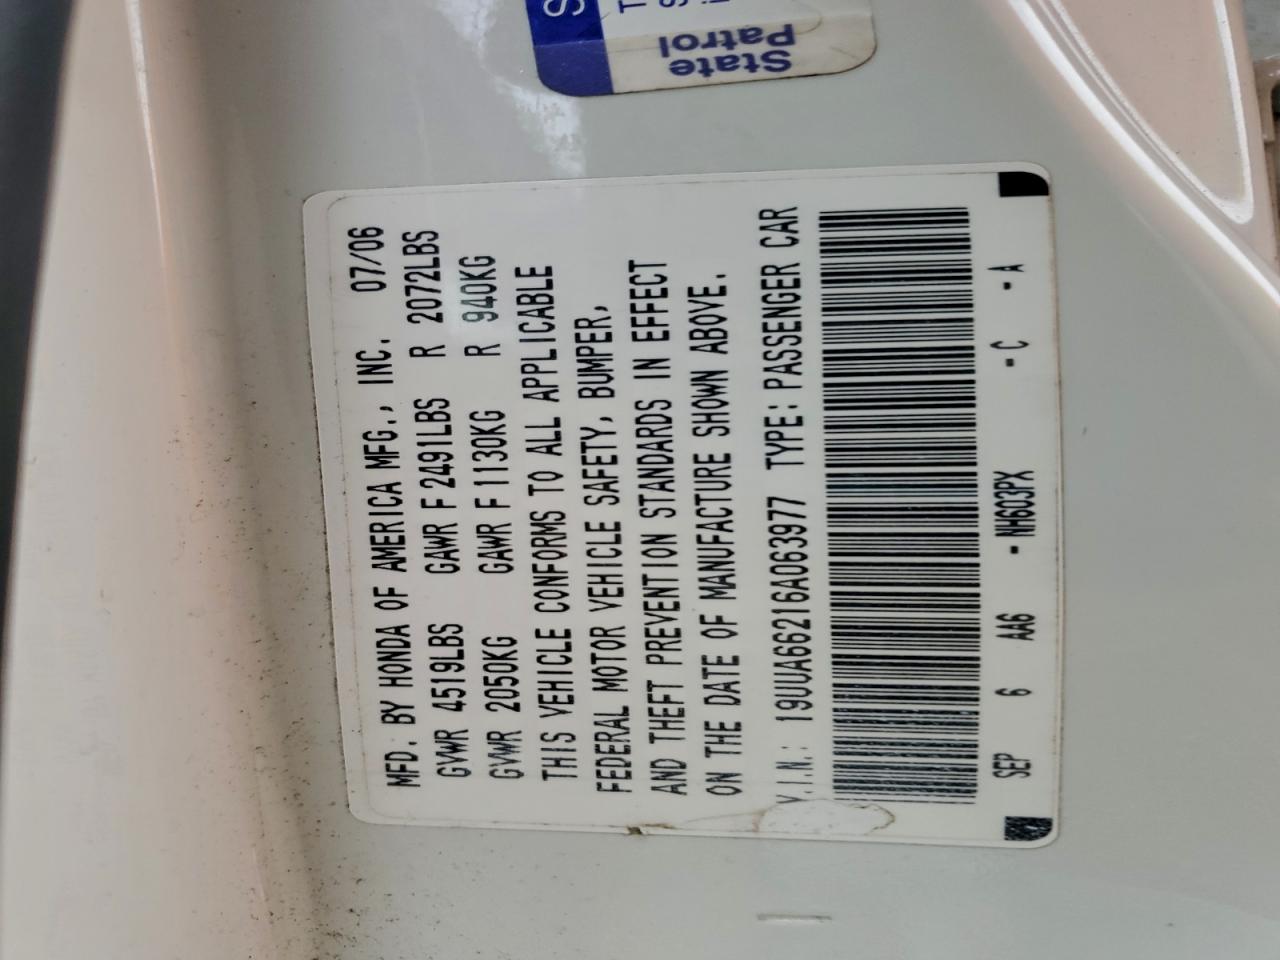 State
Patrol
MFD. BY HONDA OF AMERICA MFG., INC. 07/06
GVWR 4519LBS GAWR F 2491LBS R 2072LBS
GVWR 2050KG GAWR F 1130KG R 940KG
THIS VEHICLE CONFORMS TO ALL APPLICABLE
FEDERAL MOTOR VEHICLE SAFETY, BUMPER,
AND THEFT PREVENTION STANDARDS IN EFFECT
ON THE DATE OF MANUFACTURE SHOWN ABOVE.
V.I.N.: 19UUA66216A063977 TYPE: PASSENGER CAR
SEP 6 AA6 - NH603PX - C - A